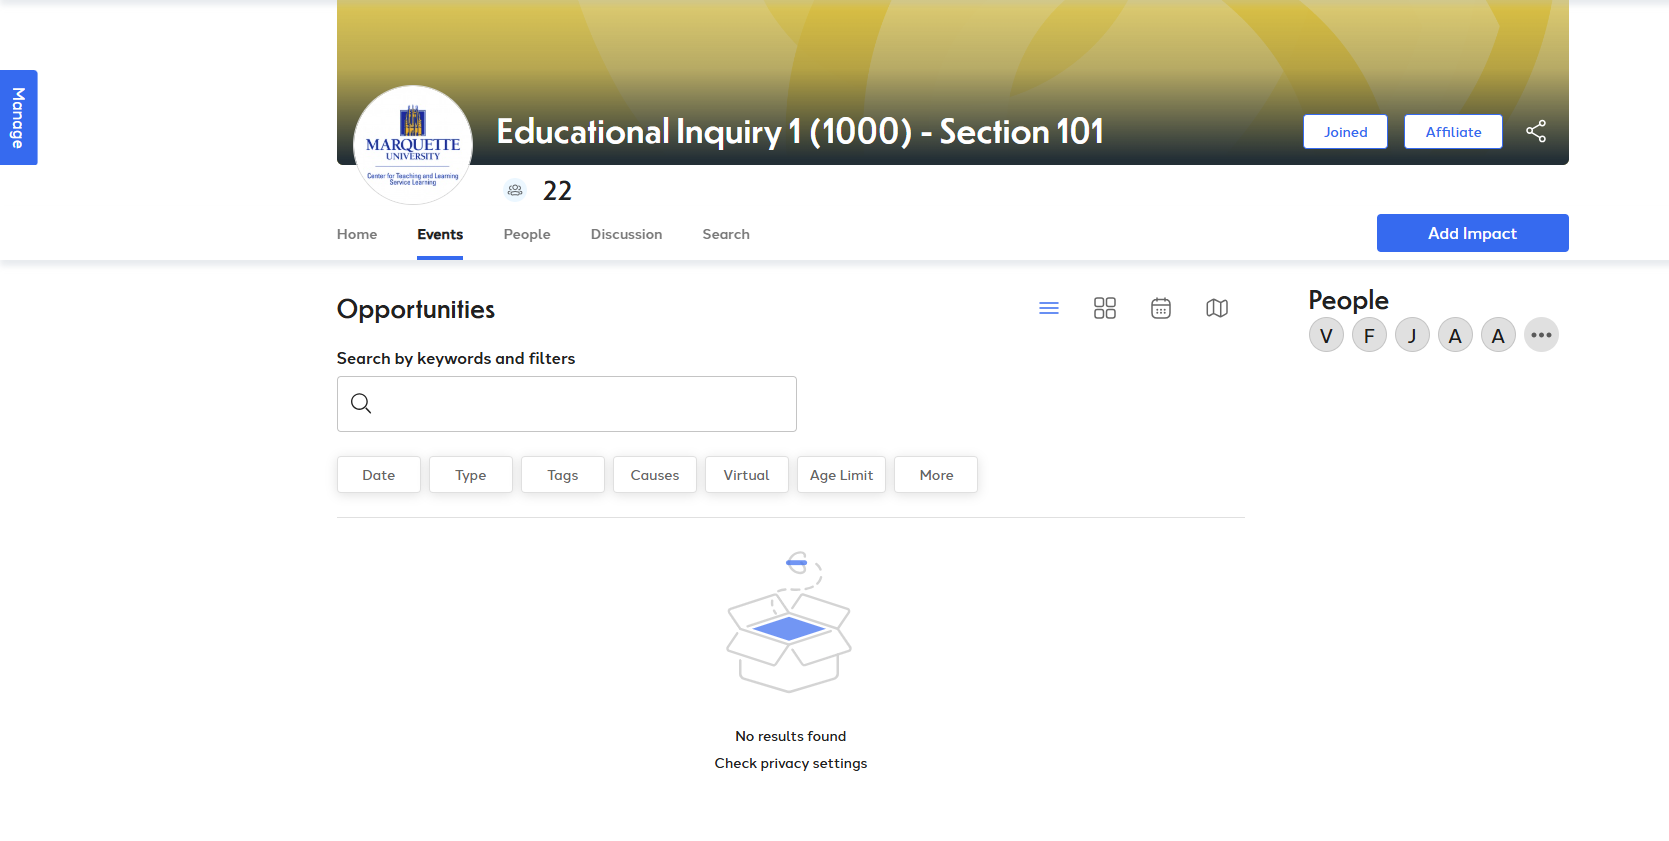 Manage
MARQUETTE
UNIVERSITY
Center for Teaching and Learning
Service Learning
Educational Inquiry 1 (1000) - Section 101
Joined
Affiliate
22
Home
Events
People
Discussion
Search
Add Impact
Opportunities
People
V F J A A
Search by keywords and filters
Date
Type
Tags
Causes
Virtual
Age Limit
More
No results found
Check privacy settings